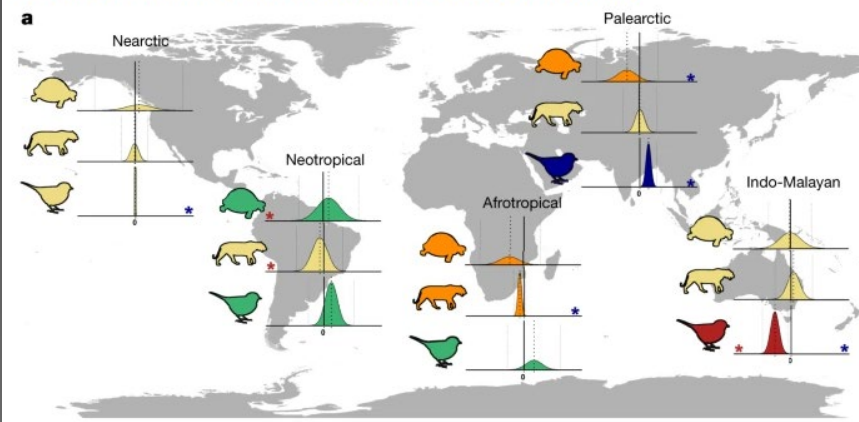 a
Nearctic
Palearctic
*
0
*
0
*
Neotropical
*
*
0
Afrotropical
*
0
Indo-Malayan
*
0
*